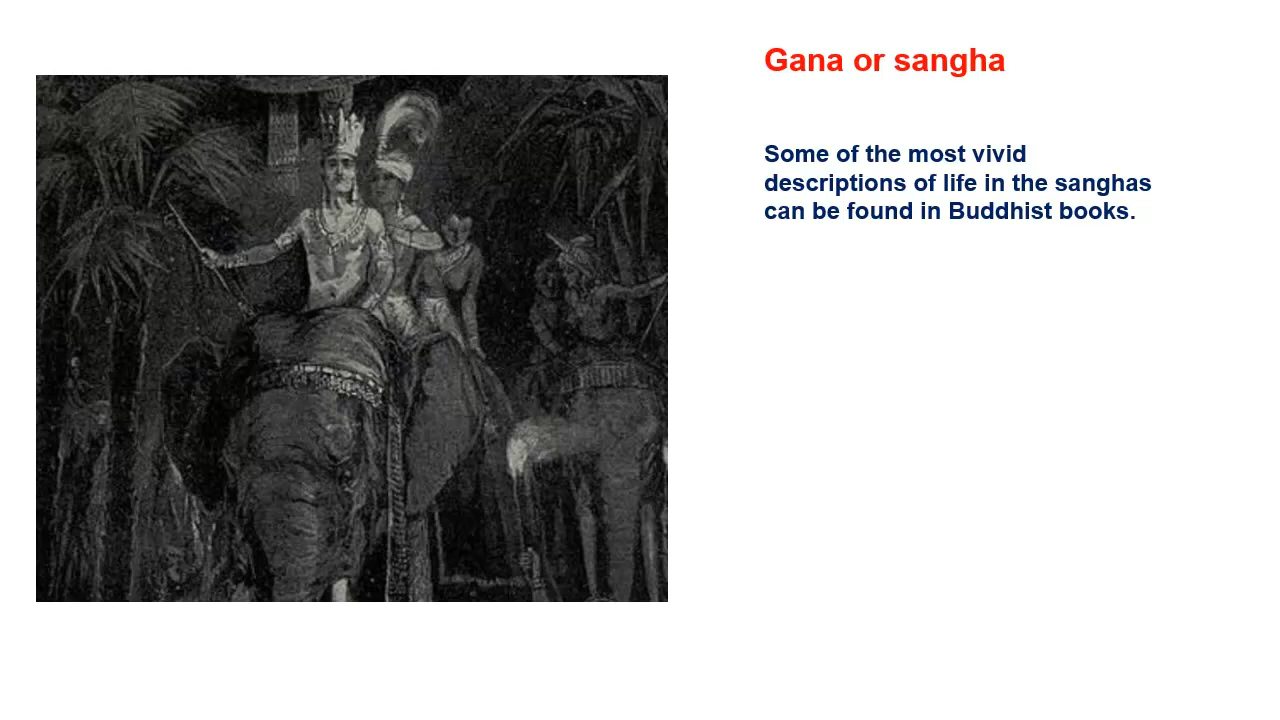 Gana or sangha
Some of the most vivid
descriptions of life in the sanghas
can be found in Buddhist books.